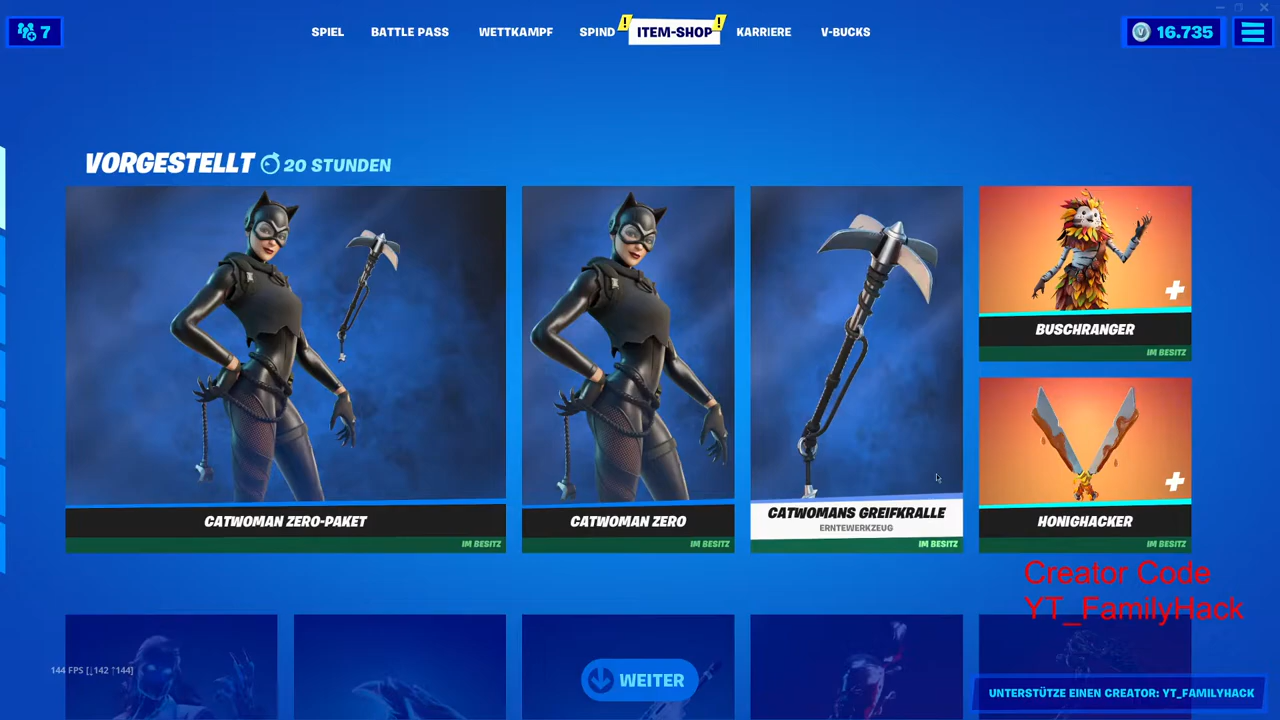 7
SPIEL
BATTLE PASS
WETTKAMPF
SPIND
!
ITEM-SHOP
!
KARRIERE
V-BUCKS
V 16.735
VORGESTELLT 20 STUNDEN
CATWOMAN ZERO-PAKET
IM BESITZ
CATWOMAN ZERO
IM BESITZ
CATWOMANS GREIFKRALLE
ERNTEWERKZEUG
IM BESITZ
+
BUSCHRANGER
IM BESITZ
+
HONIGHACKER
IM BESITZ
Creator Code
YT_FamilyHack
144 FPS [↓142 ↑144]
WEITER
UNTERSTÜTZE EINEN CREATOR: YT_FAMILYHACK